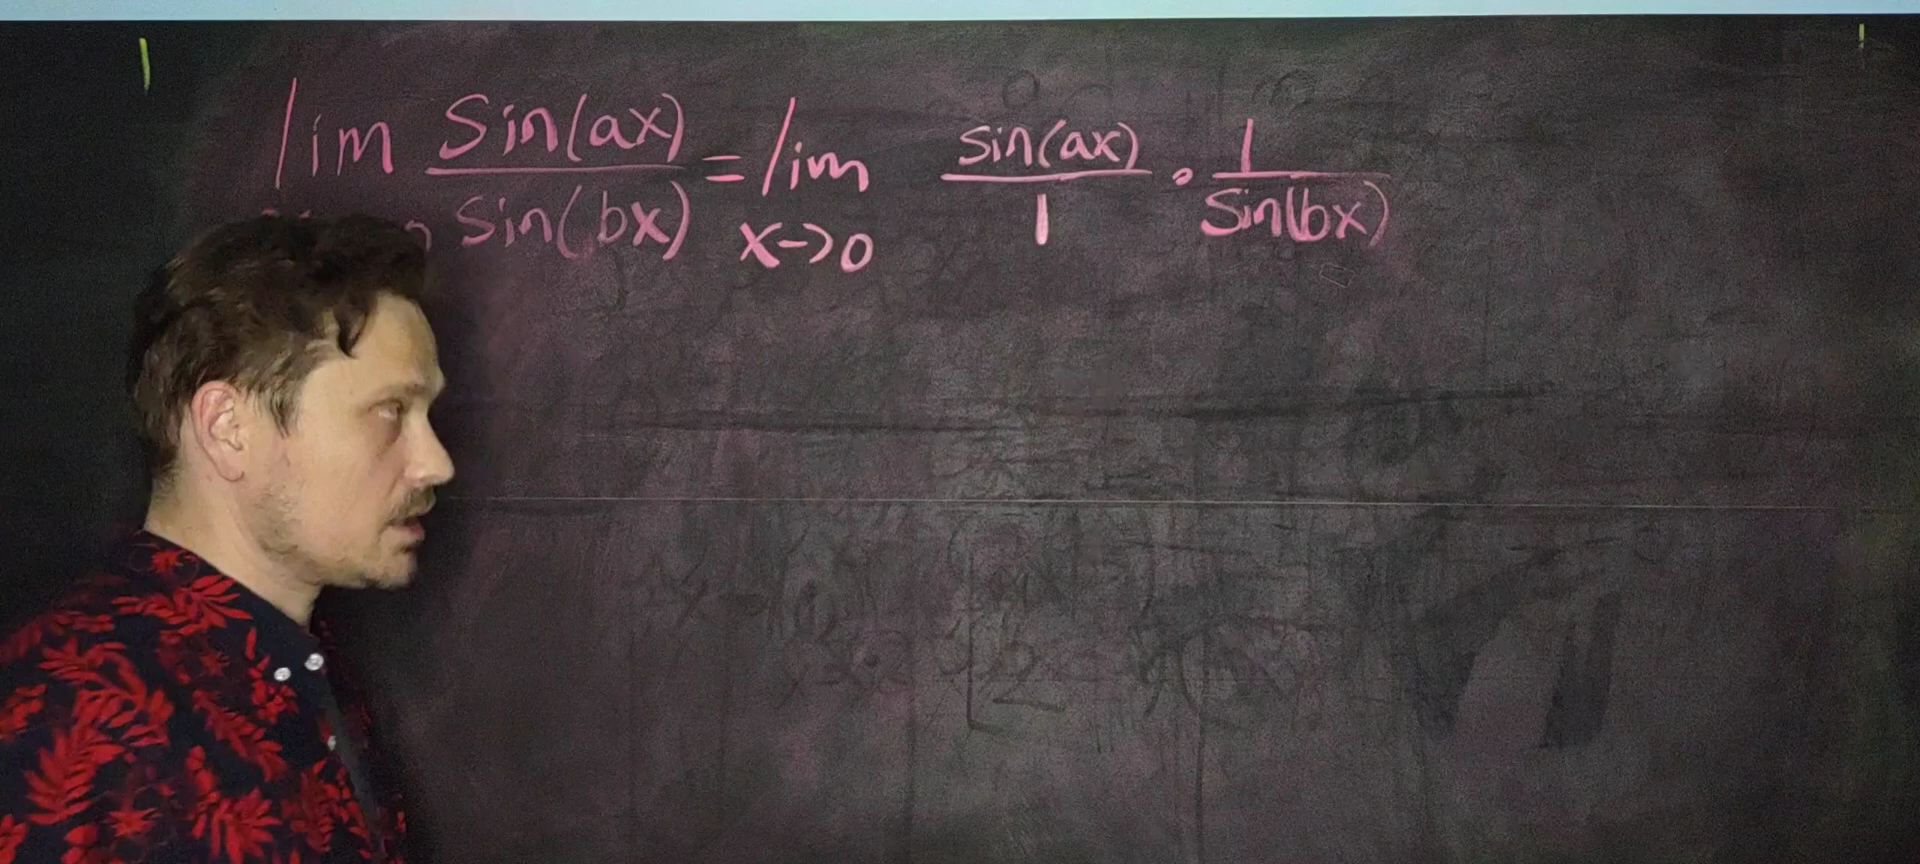 lim Sin(ax)/Sin(bx) = lim x→0 sin(ax)/1 · 1/Sin(bx)